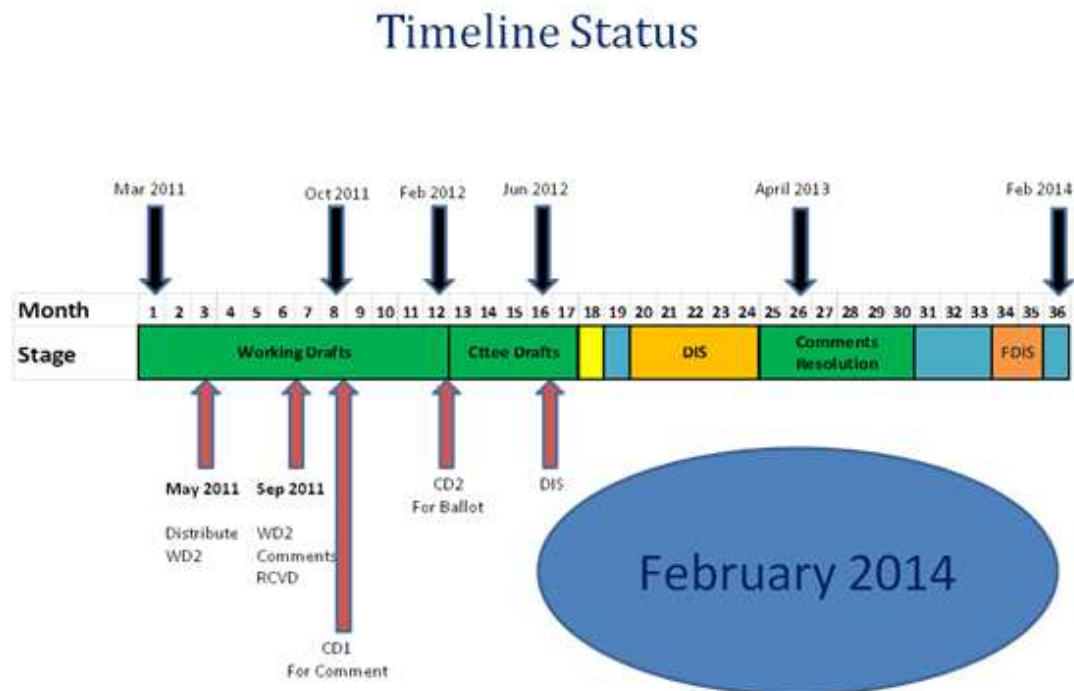 Timeline Status
Mar 2011 Oct 2011 Feb 2012 Jun 2012 April 2013 Feb 2014
Month 1 2 3 4 5 6 7 8 9 10 11 12 13 14 15 16 17 18 19 20 21 22 23 24 25 26 27 28 29 30 31 32 33 34 35 36
Stage Working Drafts Cttee Drafts DIS Comments FDIS
Resolution
May 2011
Distribute
WD2
Sep 2011
WD2
Comments
RCVD
CD1
For Comment
CD2
For Ballot
DIS
February 2014